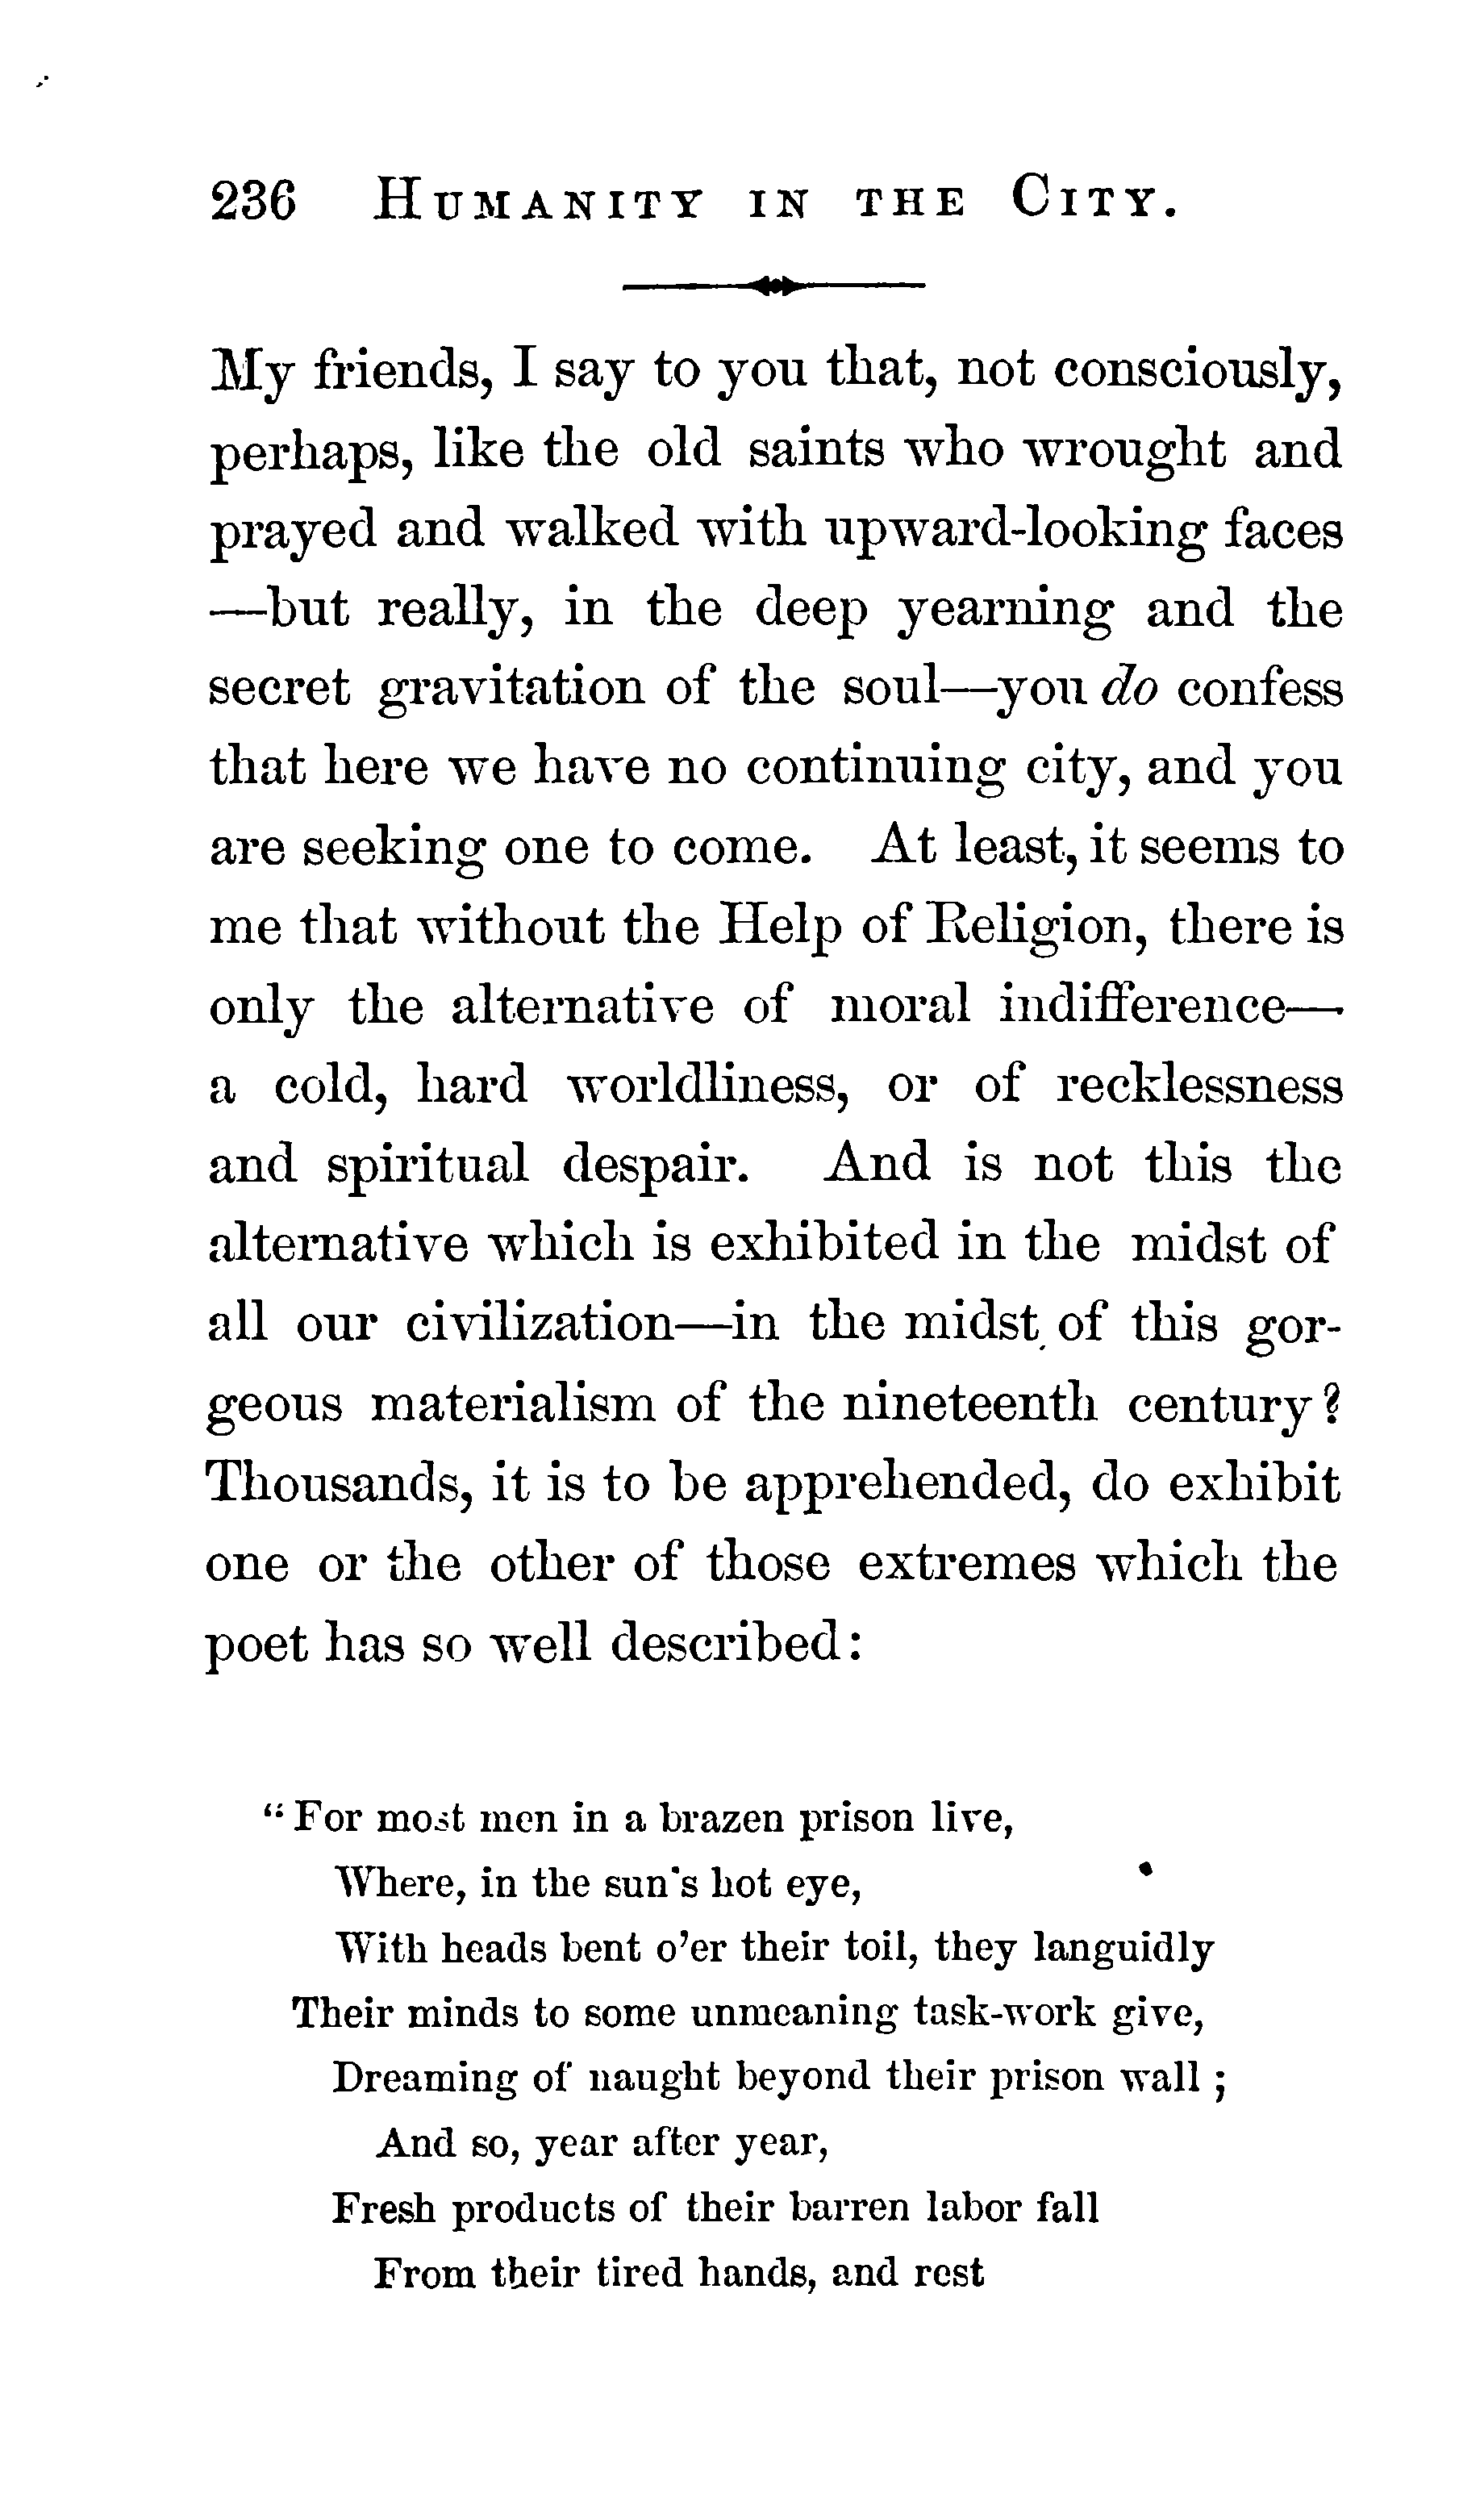 236 HUMANITY IN THE CITY.
My friends, I say to you that, not consciously,
perhaps, like the old saints who wrought and
prayed and walked with upward-looking faces
—but really, in the deep yearning and the
secret gravitation of the soul—you do confess
that here we have no continuing city, and you
are seeking one to come. At least, it seems to
me that without the Help of Religion, there is
only the alternative of moral indifference—
a cold, hard worldliness, or of recklessness
and spiritual despair. And is not this the
alternative which is exhibited in the midst of
all our civilization—in the midst of this gor-
geous materialism of the nineteenth century?
Thousands, it is to be apprehended, do exhibit
one or the other of those extremes which the
poet has so well described:
“For most men in a brazen prison live,
Where, in the sun's hot eye,
With heads bent o’er their toil, they languidly
Their minds to some unmeaning task-work give,
Dreaming of naught beyond their prison wall;
And so, year after year,
Fresh products of their barren labor fall
From their tired hands, and rest